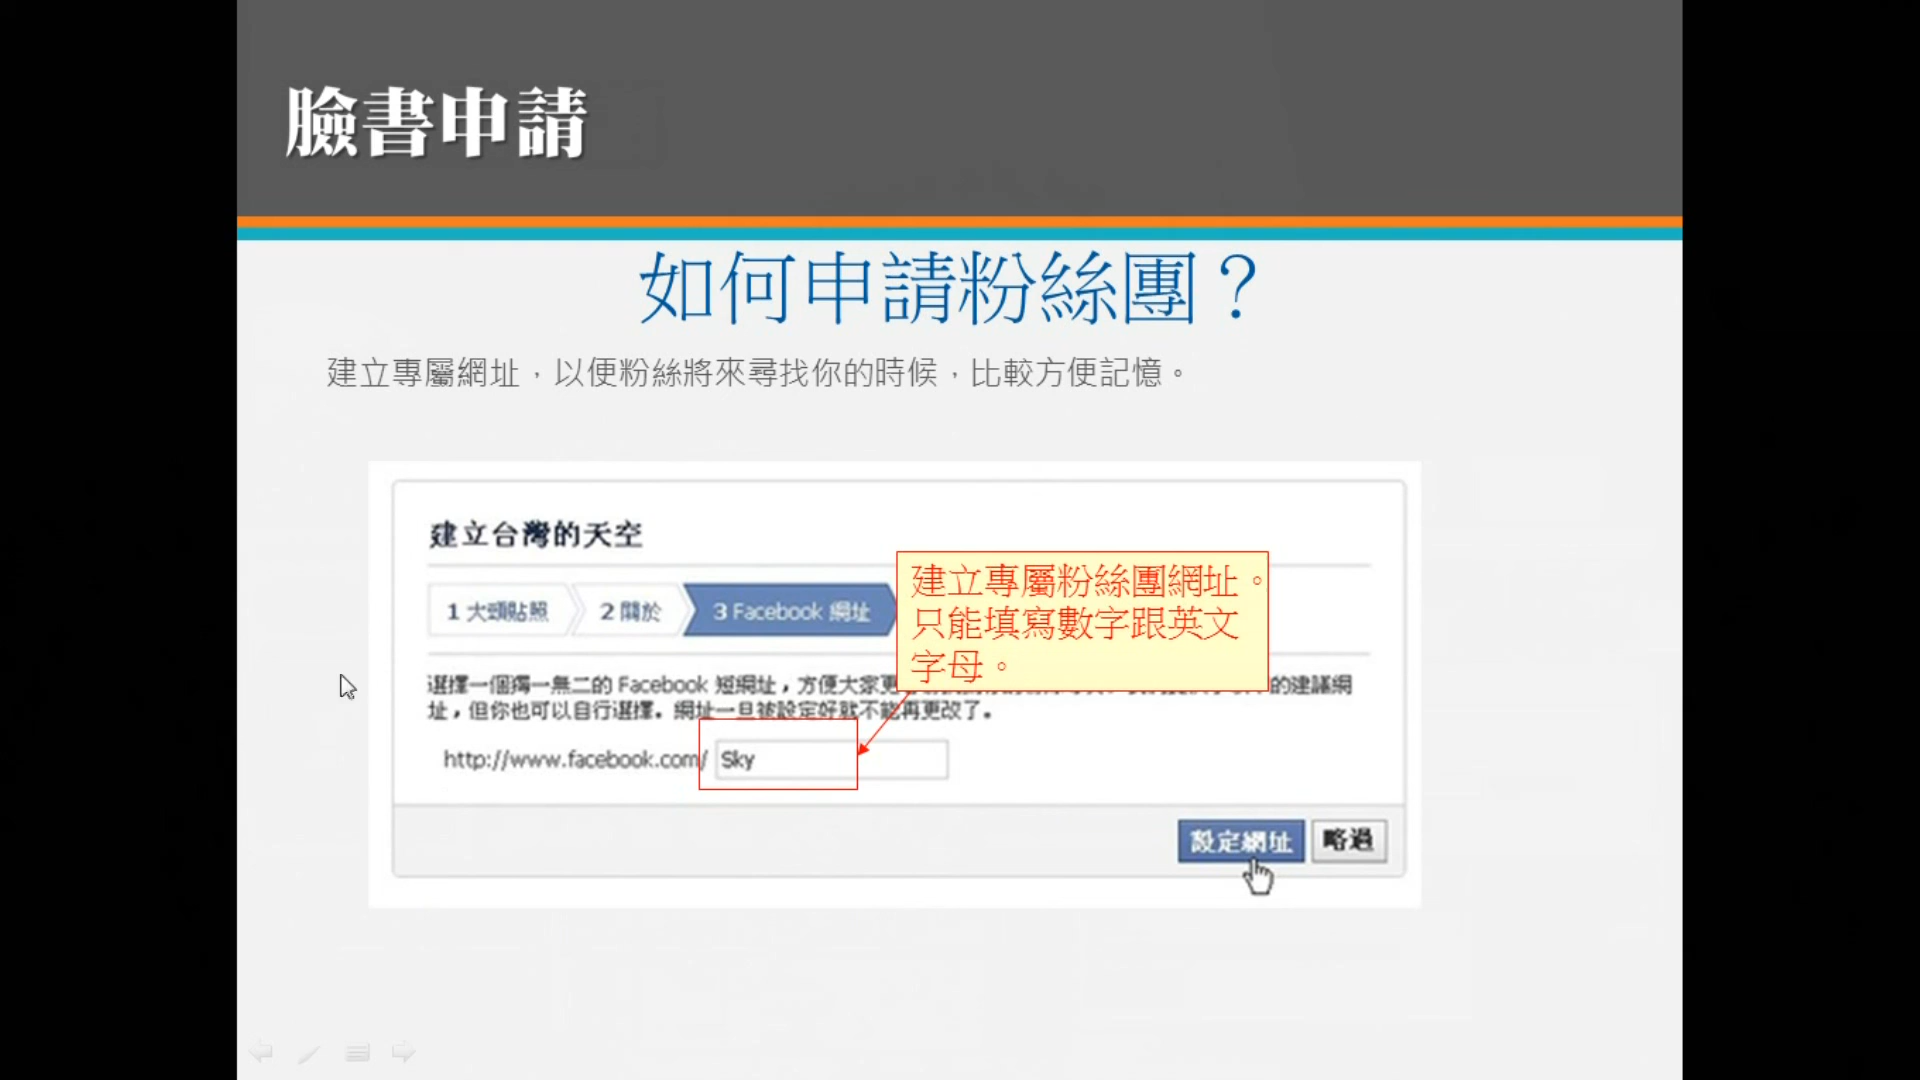 臉書申請
如何申請粉絲團？
建立專屬網址，以便粉絲將來尋找你的時候，比較方便記憶。
建立台灣的天空
1 大頭貼照 2 關於 3 Facebook 網址
建立專屬粉絲團網址。
只能填寫數字跟英文
字母。
選擇一個獨一無二的 Facebook 短網址，方便大家更 的建議網
址，但你也可以自行選擇。網址一旦被設定好就不能再更改了。
http://www.facebook.com/ Sky
設定網址 略過